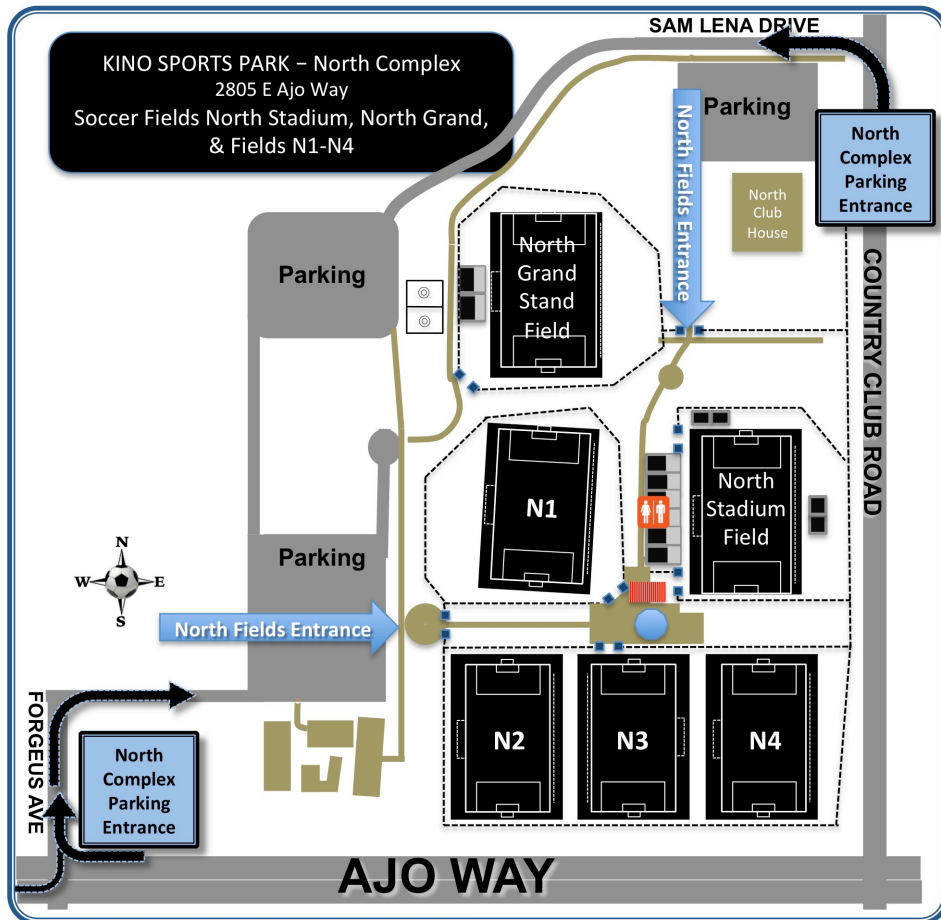 SAM LENA DRIVE
KINO SPORTS PARK – North Complex
2805 E Ajo Way
Soccer Fields North Stadium, North Grand,
& Fields N1-N4
Parking
North
Complex
Parking
Entrance
North Fields Entrance
North
Club
House
North
Grand
Stand
Field
Parking
COUNTRY CLUB ROAD
N1
North
Stadium
Field
Parking
N
W E
S
North Fields Entrance
FORGEUS AVE
North
Complex
Parking
Entrance
N2
N3
N4
AJO WAY